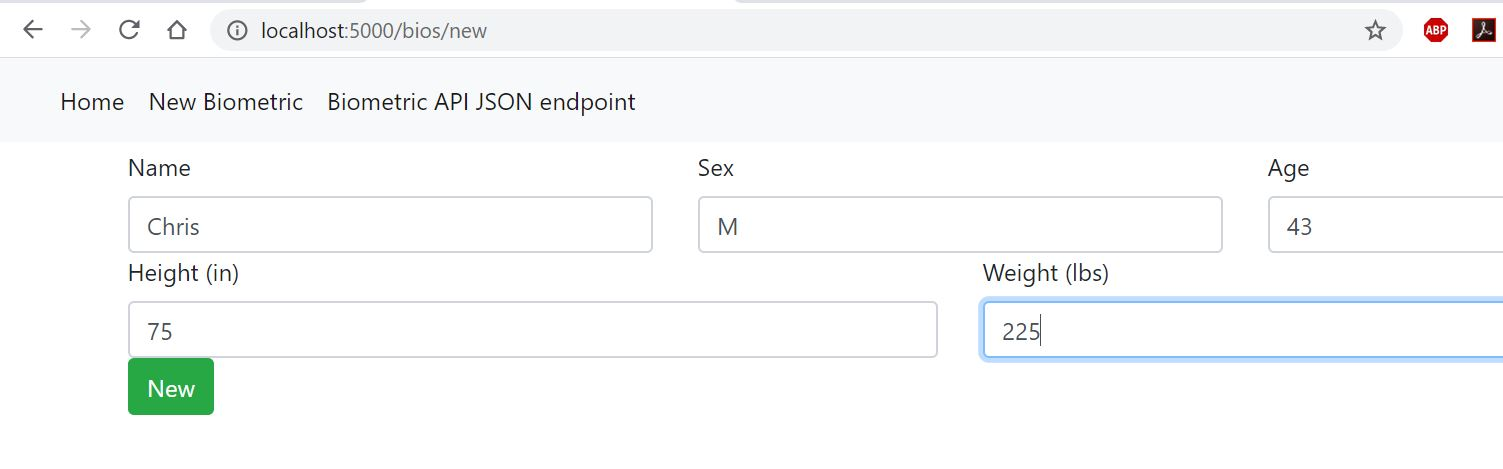 localhost:5000/bios/new
ABP
Home New Biometric Biometric API JSON endpoint
Name Sex Age
Chris M 43
Height (in) Weight (lbs)
75 225
New